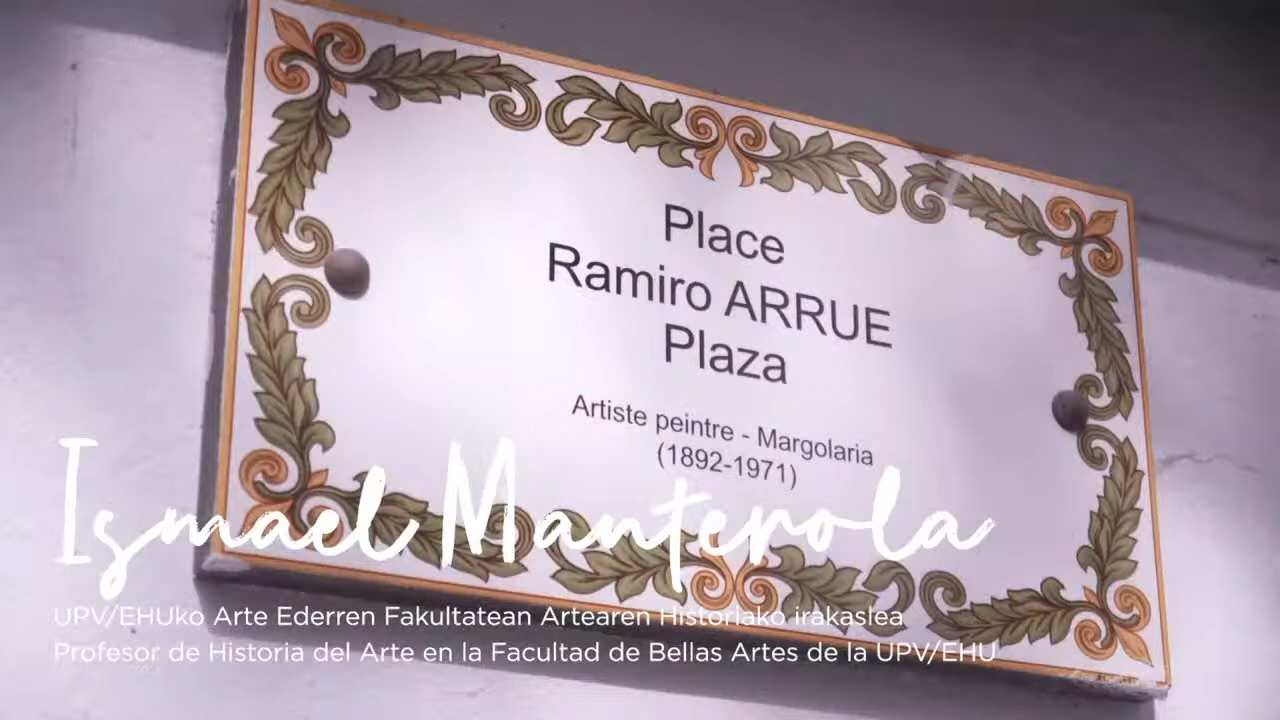 Place
Ramiro ARRUE
Plaza
Artiste peintre - Margolaria
(1892-1971)
Ismael Manterola
UPV/EHUko Arte Ederren Fakultatean Artearen Historiako irakaslea
Profesor de Historia del Arte en la Facultad de Bellas Artes de la UPV/EHU